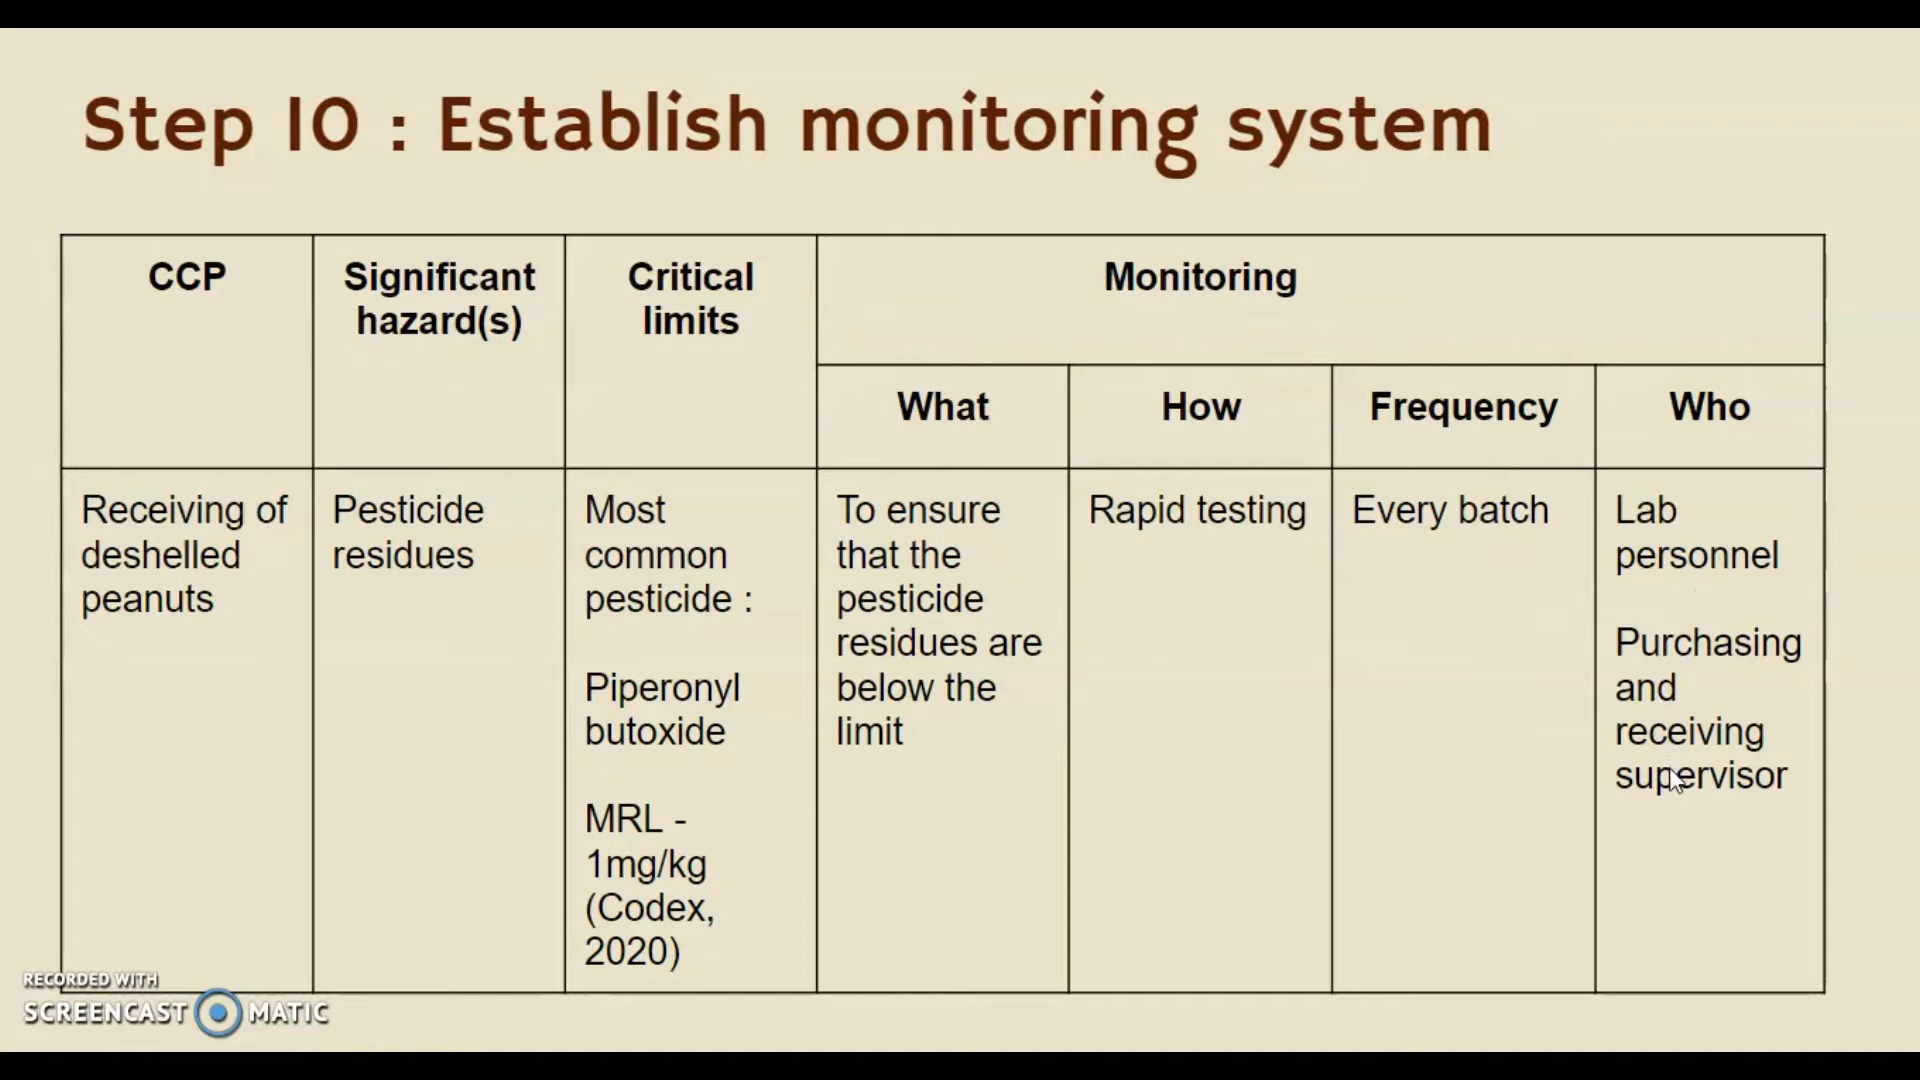 Step 10 : Establish monitoring system
CCP
Significant
hazard(s)
Critical
limits
Monitoring
What
How
Frequency
Who
Receiving of
deshelled
peanuts
Pesticide
residues
Most
common
pesticide :
Piperonyl
butoxide
MRL -
1mg/kg
(Codex,
2020)
To ensure
that the
pesticide
residues are
below the
limit
Rapid testing
Every batch
Lab
personnel
Purchasing
and
receiving
supervisor
RECORDED WITH
SCREENCAST MATIC